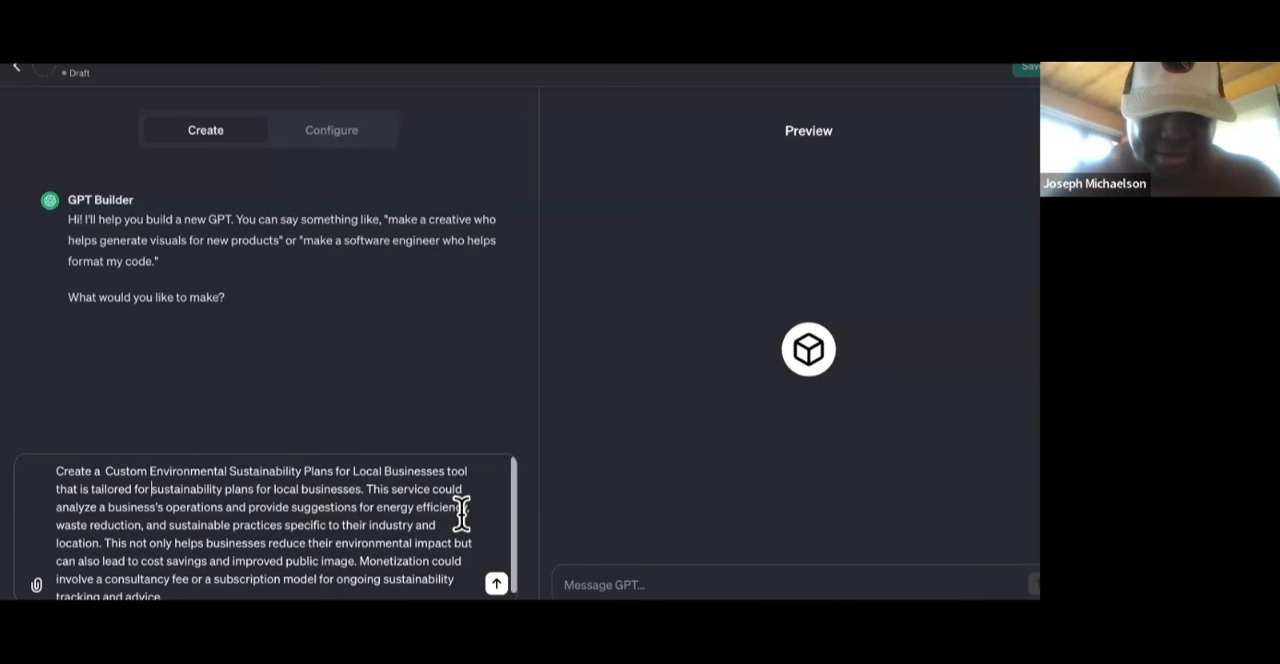 Draft
Create
Configure
Preview
Joseph Michaelson
GPT Builder
Hi! I'll help you build a new GPT. You can say something like, "make a creative who
helps generate visuals for new products" or "make a software engineer who helps
format my code."
What would you like to make?
Create a  Custom Environmental Sustainability Plans for Local Businesses tool
that is tailored for sustainability plans for local businesses. This service could
analyze a business's operations and provide suggestions for energy efficiency,
waste reduction, and sustainable practices specific to their industry and
location. This not only helps businesses reduce their environmental impact but
can also lead to cost savings and improved public image. Monetization could
involve a consultancy fee or a subscription model for ongoing sustainability
tracking and advice.
Message GPT...